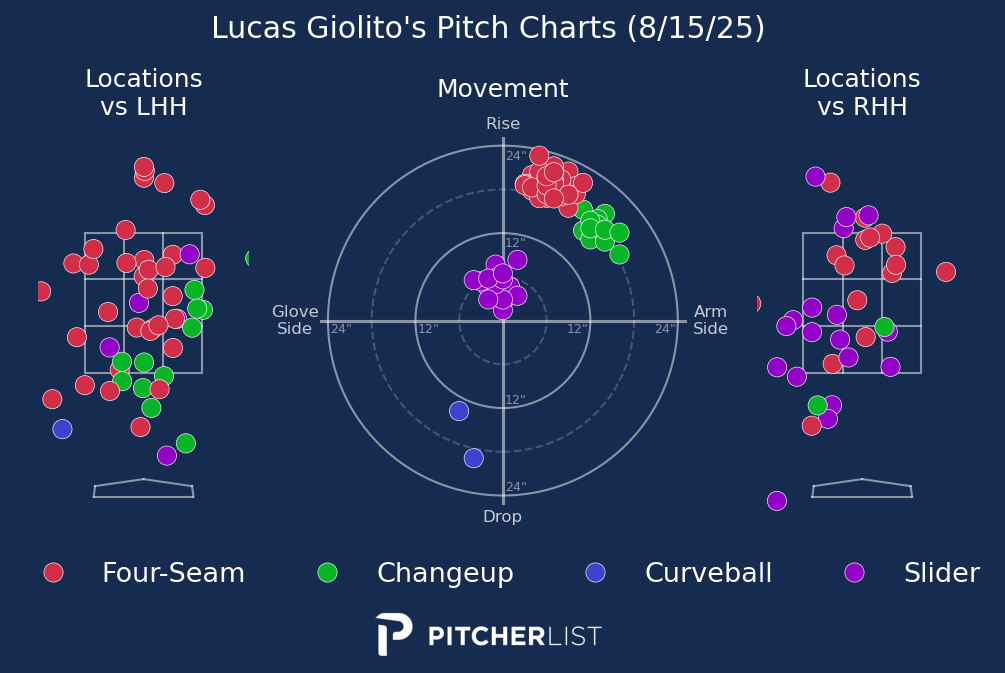 Lucas Giolito's Pitch Charts (8/15/25)
Locations
vs LHH
Movement
Locations
vs RHH
Rise
24"
12"
Glove
Side
24"
12"
12"
24"
Arm
Side
12"
24"
Drop
Four-Seam
Changeup
Curveball
Slider
PITCHERLIST